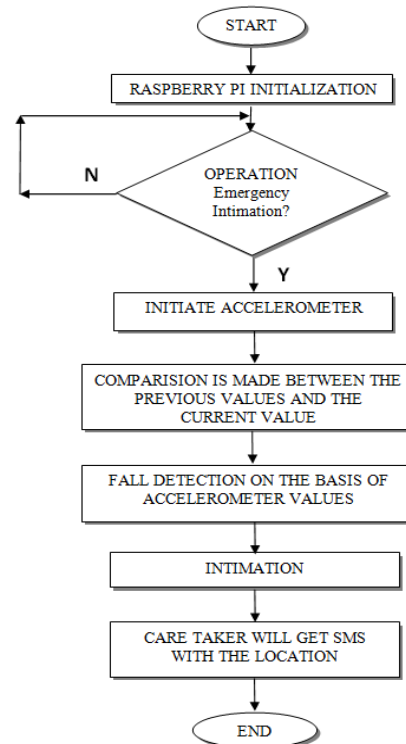 START
RASPBERRY PI INITIALIZATION
OPERATION
Emergency
Intimation?
N
Y
INITIATE ACCELEROMETER
COMPARISION IS MADE BETWEEN THE
PREVIOUS VALUES AND THE
CURRENT VALUE
FALL DETECTION ON THE BASIS OF
ACCELEROMETER VALUES
INTIMATION
CARE TAKER WILL GET SMS
WITH THE LOCATION
END